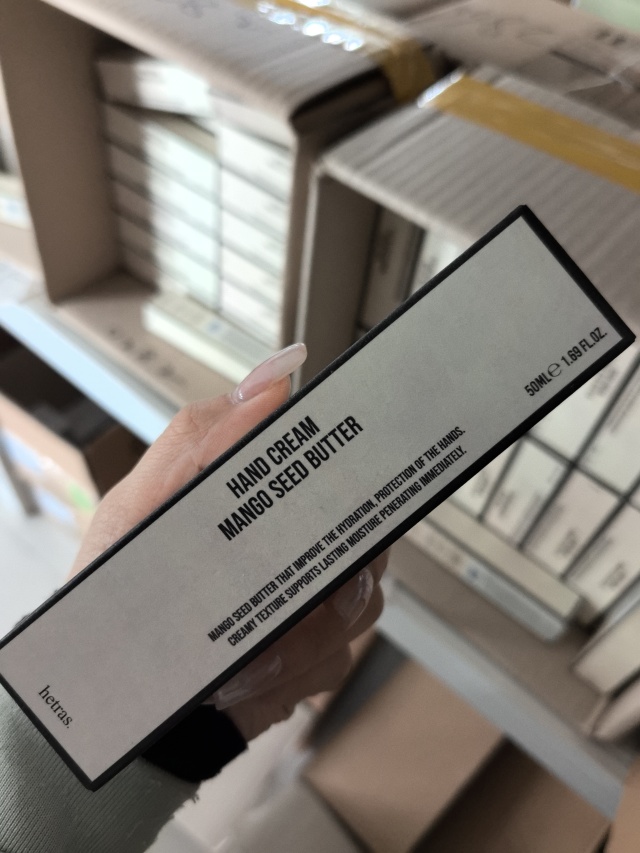 HAND CREAM
MANGO SEED BUTTER
MANGO SEED BUTTER THAT IMPROVE THE HYDRATION, PROTECTION OF THE HANDS.
CREAMY TEXTURE SUPPORTS LASTING MOISTURE PENERATING IMMEDIATELY.
50ML℮ 1.69 FL.OZ.
hetras.